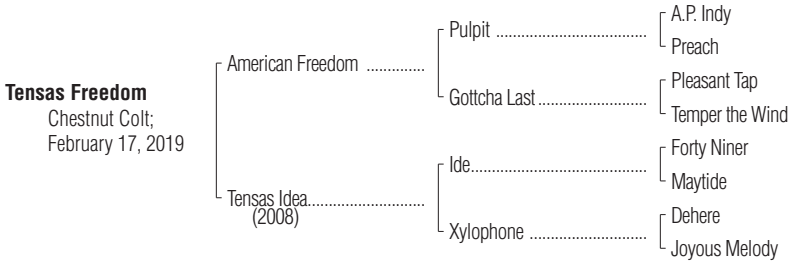 A.P. Indy
Pulpit ....................................
Preach
American Freedom ..............
Pleasant Tap
Gottcha Last..........................
Temper the Wind
Tensas Freedom
Chestnut Colt;
February 17, 2019
Forty Niner
Ide..........................................
Maytide
Tensas Idea............................
(2008)
Dehere
Xylophone ............................
Joyous Melody